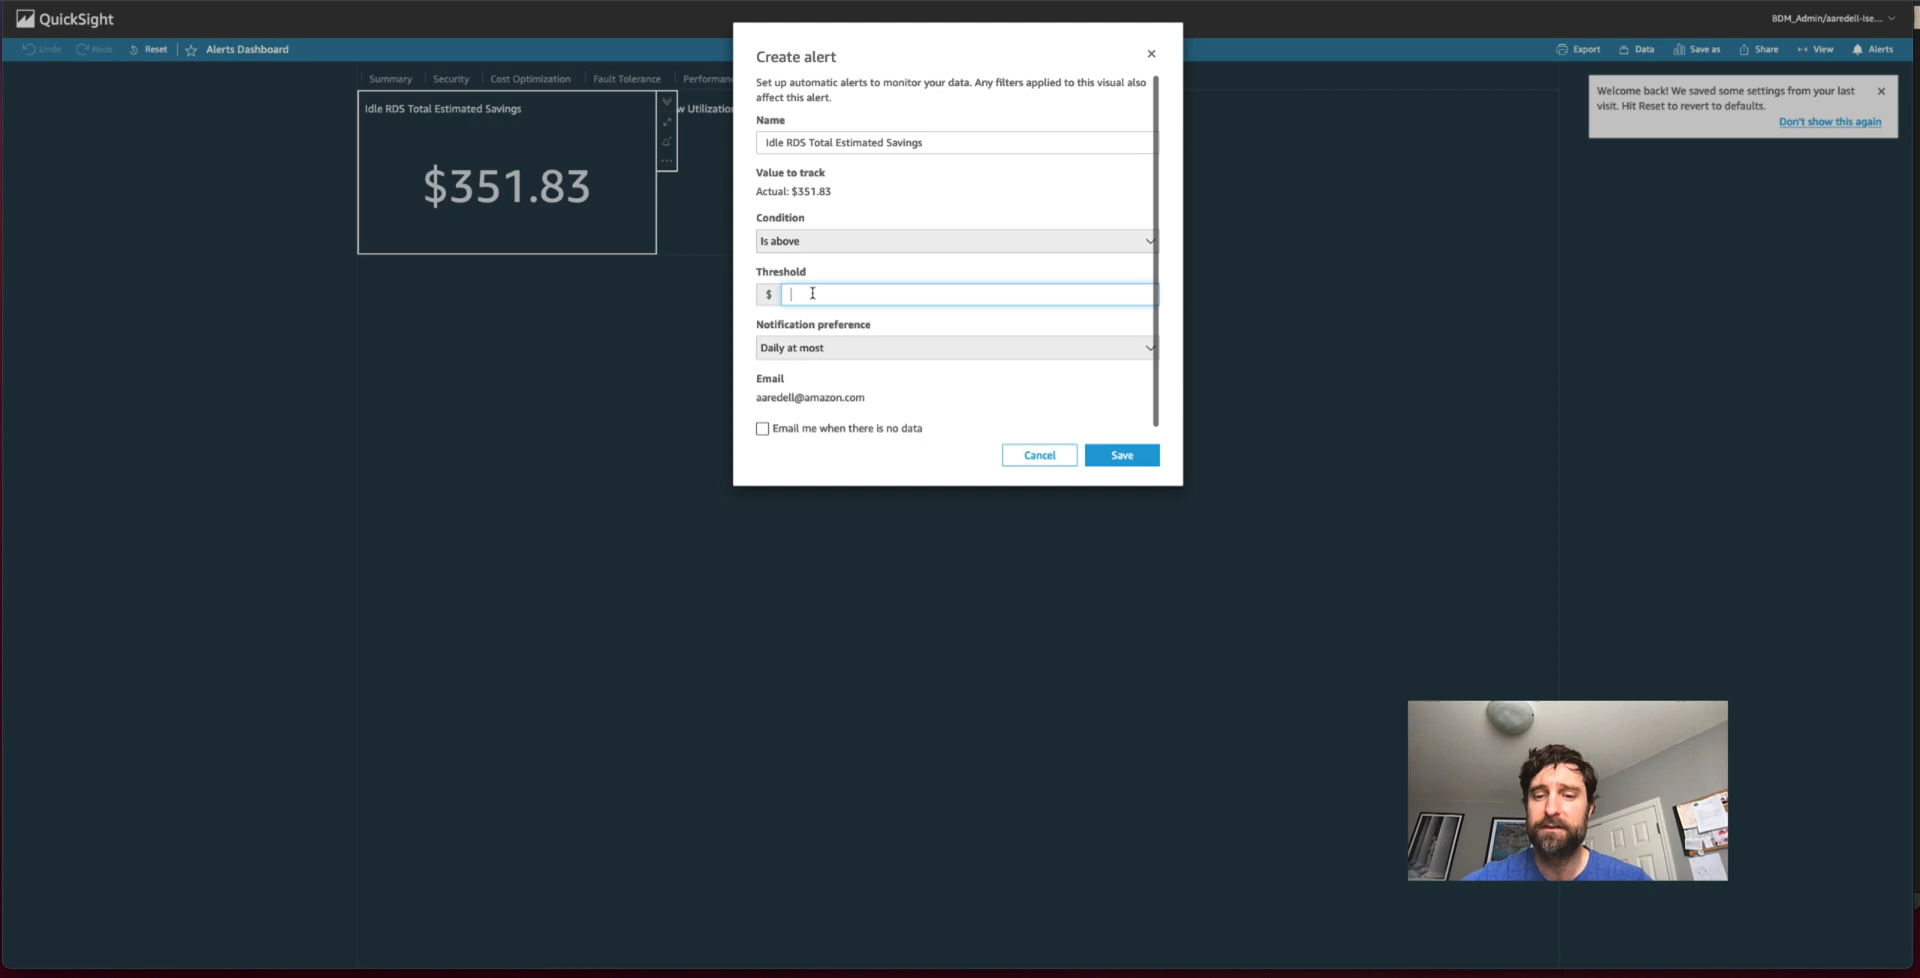 QuickSight
BDM_Admin/aaredell-Ise...
Undo
Redo
Reset
Alerts Dashboard
Export
Data
Save as
Share
View
Alerts
Summary
Security
Cost Optimization
Fault Tolerance
Performan
Idle RDS Total Estimated Savings
w Utilization
$351.83
Create alert
Set up automatic alerts to monitor your data. Any filters applied to this visual also
affect this alert.
Name
Idle RDS Total Estimated Savings
Value to track
Actual: $351.83
Condition
Is above
Threshold
$
Notification preference
Daily at most
Email
aaredell@amazon.com
Email me when there is no data
Cancel
Save
Welcome back! We saved some settings from your last
visit. Hit Reset to revert to defaults.
Don't show this again